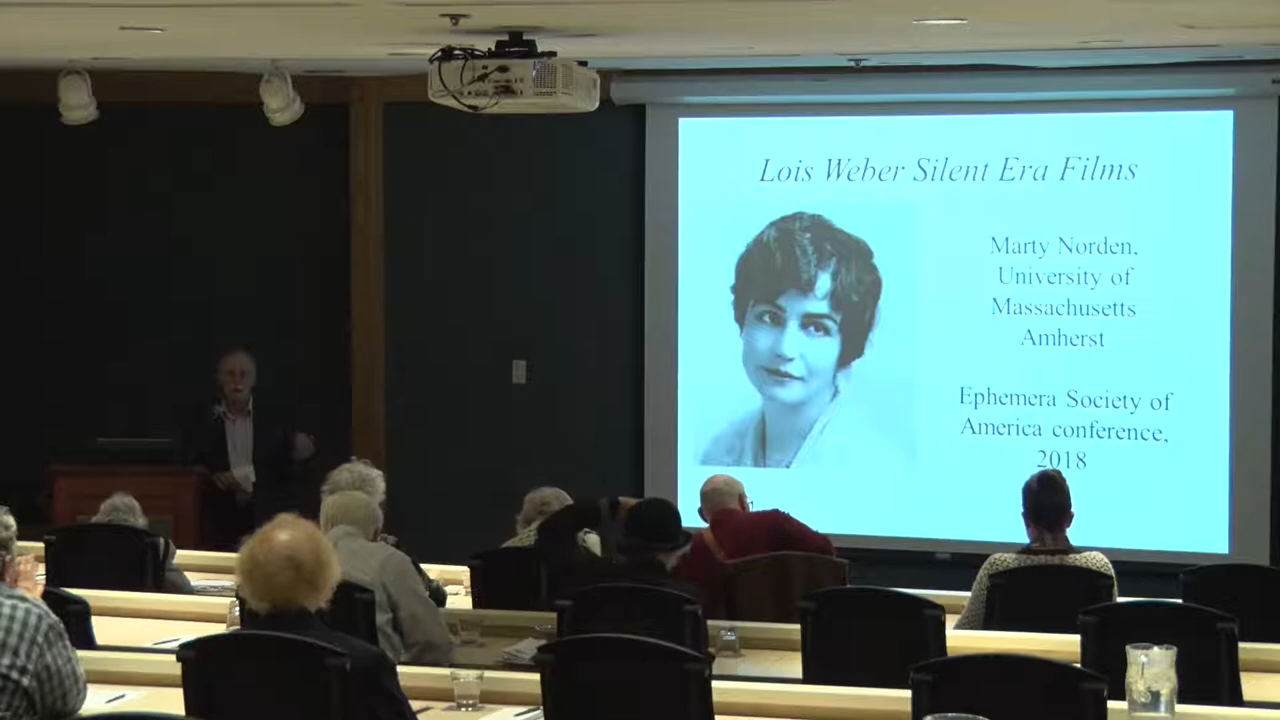 Lois Weber Silent Era Films
Marty Norden,
University of
Massachusetts
Amherst
Ephemera Society of
America conference,
2018